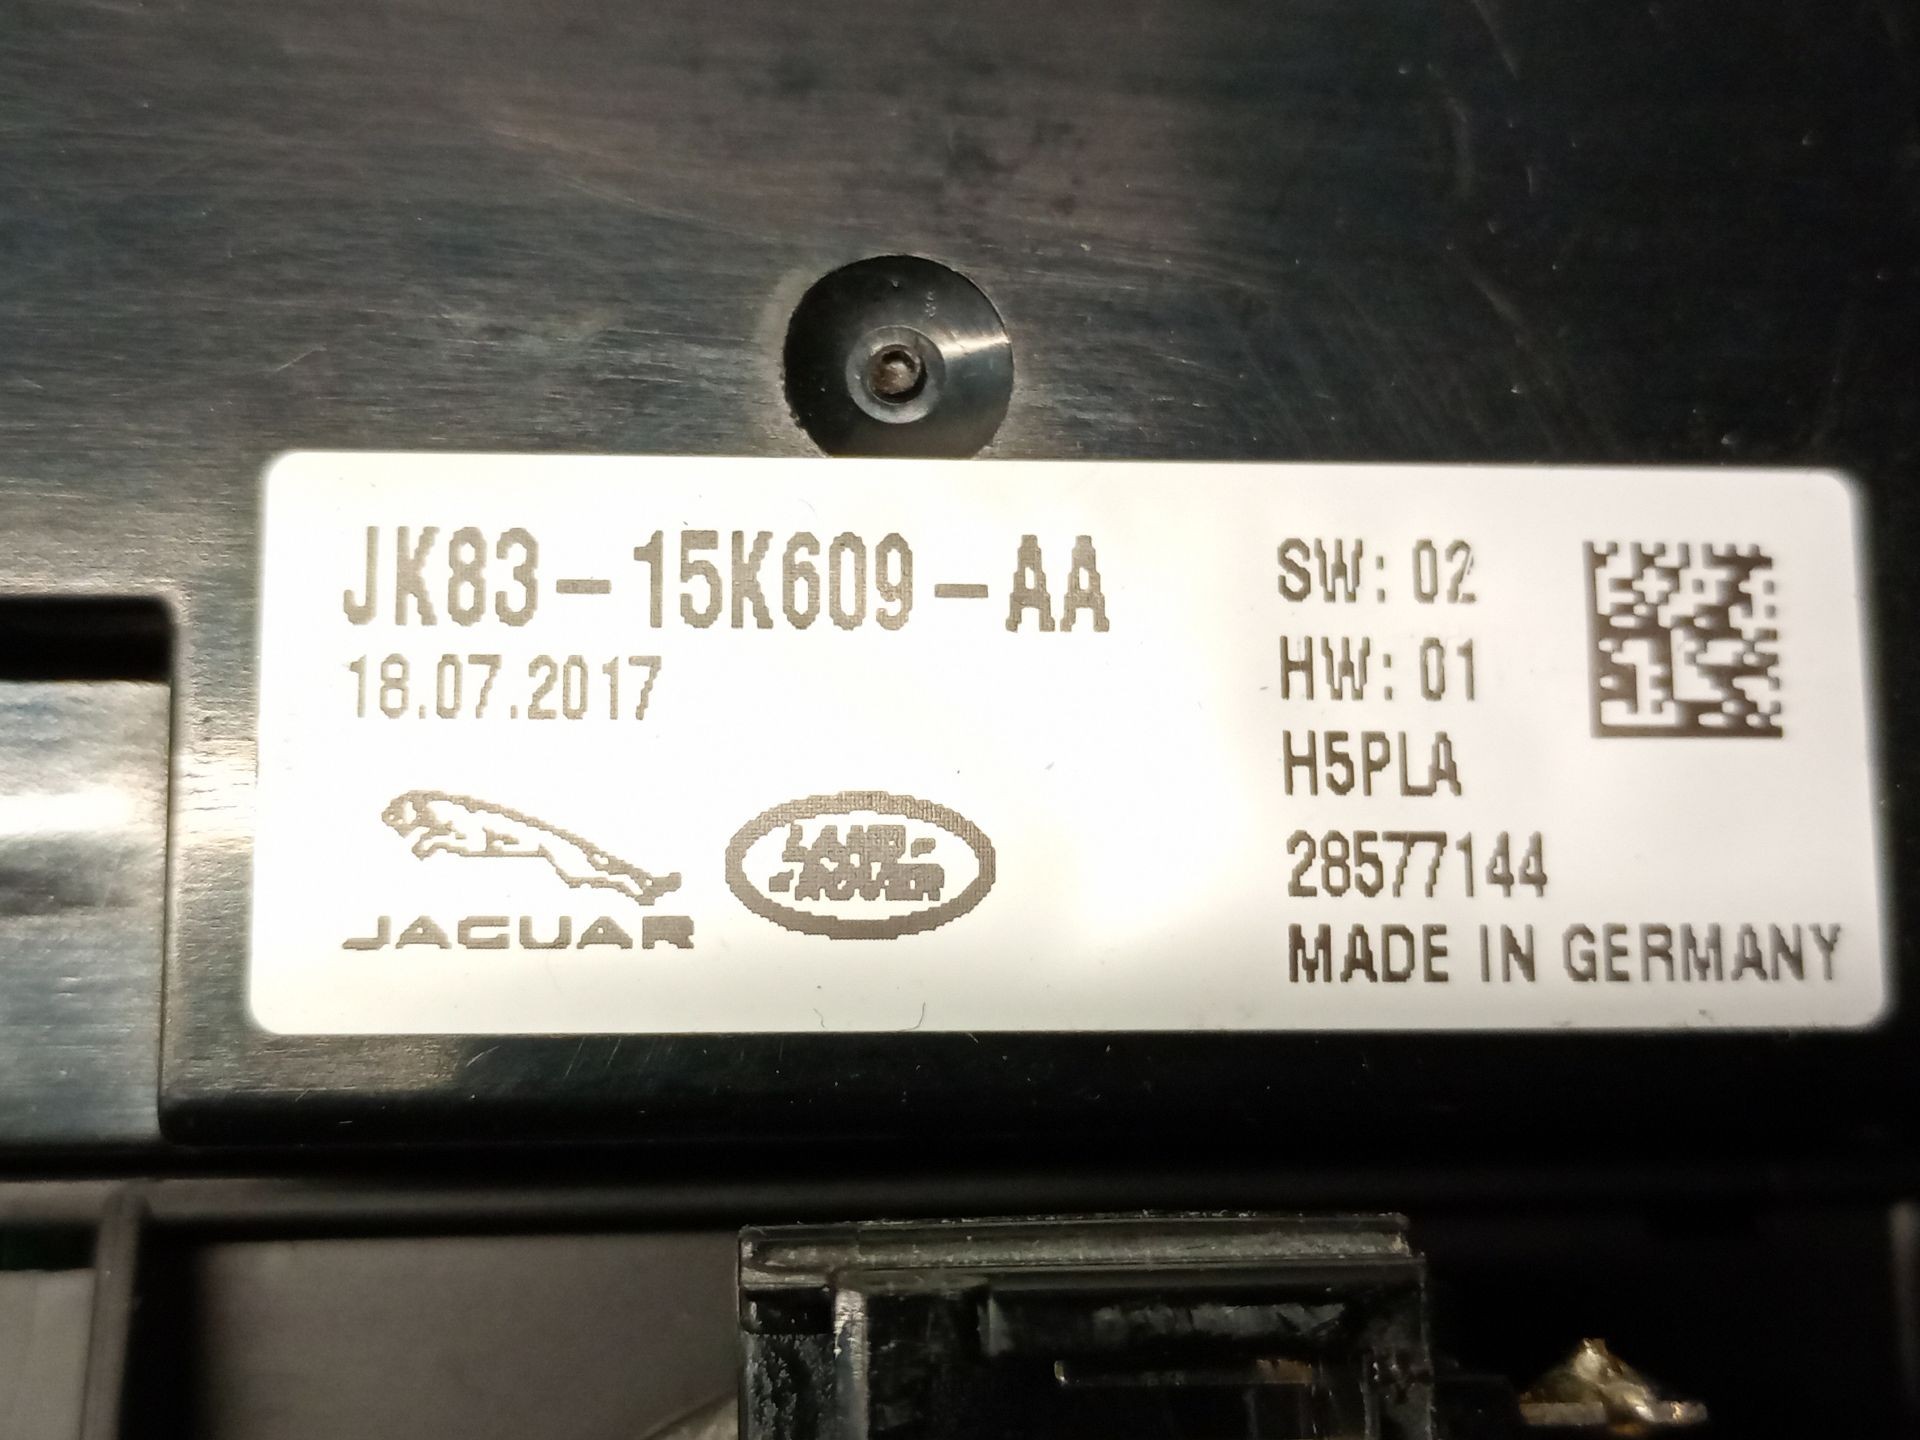 JK83-15K609-AA
18.07.2017
JAGUAR
LAND-
-ROVER
SW: 02
HW: 01
H5PLA
28577144
MADE IN GERMANY